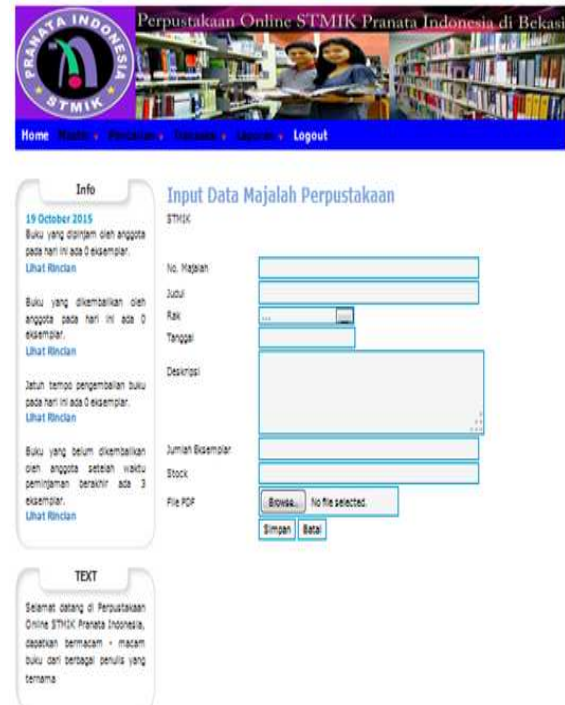 PRANATA INDONESIA
STMIK
Perpustakaan Online STMIK Pranata Indonesia di Bekasi
Home Master Pencarian Transaksi Laporan Logout
Info
19 October 2015
Buku yang dipinjam oleh anggota
pada hari ini ada 0 eksemplar.
Lihat Rincian
Buku yang dikembalikan oleh
anggota pada hari ini ada 0
eksemplar.
Lihat Rincian
Jatuh tempo pengembalian buku
pada hari ini ada 0 eksemplar.
Lihat Rincian
Buku yang belum dikembalikan
oleh anggota setelah waktu
peminjaman berakhir ada 3
eksemplar.
Lihat Rincian
TEXT
Selamat datang di Perpustakaan
Online STMIK Pranata Indonesia,
dapatkan bermacam - macam
buku dari berbagai penulis yang
ternama
Input Data Majalah Perpustakaan
STMIK
No. Majalah
Judul
Rak ...
Tanggal
Deskripsi
Jumlah Eksemplar
Stock
File PDF Browse... No file selected.
Simpan Batal